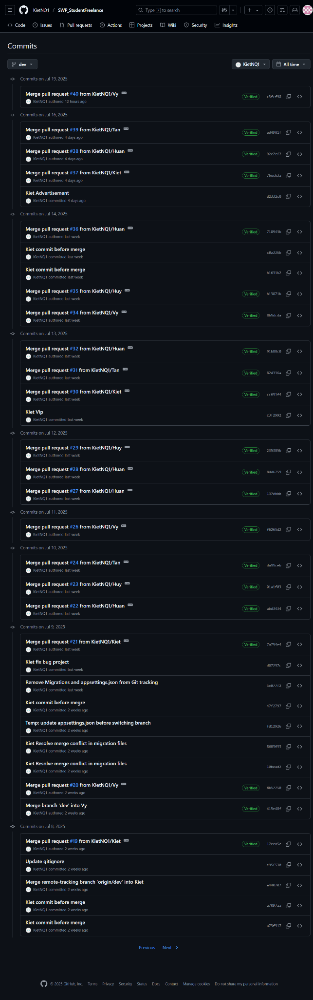 KietNQ1 / SWP_StudentFreelance
Type / to search
Code Issues Pull requests Actions Projects Wiki Security Insights
Commits
dev KietNQ1 All time
Commits on Jul 19, 2025
Merge pull request #40 from KietNQ1/Vy
KietNQ1 authored 12 hours ago
Verified c3fcf98
Commits on Jul 16, 2025
Merge pull request #39 from KietNQ1/Tan
KietNQ1 authored 4 days ago
Verified ad4981f
Merge pull request #38 from KietNQ1/Huan
KietNQ1 authored 4 days ago
Verified 92c7cf7
Merge pull request #37 from KietNQ1/Kiet
KietNQ1 authored 4 days ago
Verified 76ec63a
Kiet Advertisement
KietNQ1 committed 4 days ago
d2332c0
Commits on Jul 14, 2025
Merge pull request #36 from KietNQ1/Huan
KietNQ1 authored last week
Verified 718943b
Kiet commit before merge
KietNQ1 committed last week
c8a336b
Kiet commit before merge
KietNQ1 committed last week
b1631b2
Merge pull request #35 from KietNQ1/Huy
KietNQ1 authored last week
Verified b13871b
Merge pull request #34 from KietNQ1/Vy
KietNQ1 authored last week
Verified 8b5dcda
Commits on Jul 13, 2025
Merge pull request #32 from KietNQ1/Huan
KietNQ1 authored last week
Verified 91b88c0
Merge pull request #31 from KietNQ1/Tan
KietNQ1 authored last week
Verified 82d336a
Merge pull request #30 from KietNQ1/Kiet
KietNQ1 authored last week
Verified cc691f4
Kiet Vip
KietNQ1 committed last week
c3f2992
Commits on Jul 12, 2025
Merge pull request #29 from KietNQ1/Huy
KietNQ1 authored last week
Verified 235385b
Merge pull request #28 from KietNQ1/Huan
KietNQ1 authored last week
Verified 8dd6759
Merge pull request #27 from KietNQ1/Huan
KietNQ1 authored last week
Verified 137dbbb
Commits on Jul 11, 2025
Merge pull request #26 from KietNQ1/Vy
KietNQ1 authored last week
Verified f6265d2
Commits on Jul 10, 2025
Merge pull request #24 from KietNQ1/Tan
KietNQ1 authored last week
Verified da95ceb
Merge pull request #23 from KietNQ1/Huy
KietNQ1 authored last week
Verified 01a1f03
Merge pull request #22 from KietNQ1/Huan
KietNQ1 authored last week
Verified abd3434
Commits on Jul 9, 2025
Merge pull request #21 from KietNQ1/Kiet
KietNQ1 authored last week
Verified 7a754e4
Kiet fix bug project
KietNQ1 committed last week
d07297c
Remove Migrations and appsettings.json from Git tracking
KietNQ1 committed last week
5e877f2
Kiet commit before megre
KietNQ1 committed 2 weeks ago
47f2797
Temp: update appsettings.json before switching branch
KietNQ1 committed 2 weeks ago
fd12926
Kiet Resolve merge conflict in migration files
KietNQ1 committed 2 weeks ago
8603633
Kiet Resolve merge conflict in migration files
KietNQ1 committed 2 weeks ago
10bead2
Merge pull request #20 from KietNQ1/Vy
KietNQ1 authored 2 weeks ago
Verified 8b57750
Merge branch 'dev' into Vy
KietNQ1 authored 2 weeks ago
Verified 415e48f
Commits on Jul 8, 2025
Merge pull request #19 from KietNQ1/Kiet
KietNQ1 authored 2 weeks ago
Verified 17eca5c
Update gitignore
KietNQ1 committed 2 weeks ago
e95f530
Merge remote-tracking branch 'origin/dev' into Kiet
KietNQ1 committed 2 weeks ago
e440707
Kiet commit before merge
KietNQ1 committed 2 weeks ago
a7097aa
Kiet commit before merge
KietNQ1 committed 2 weeks ago
a73f317
Previous Next
© 2025 GitHub, Inc. Terms Privacy Security Status Docs Contact Manage cookies Do not share my personal information